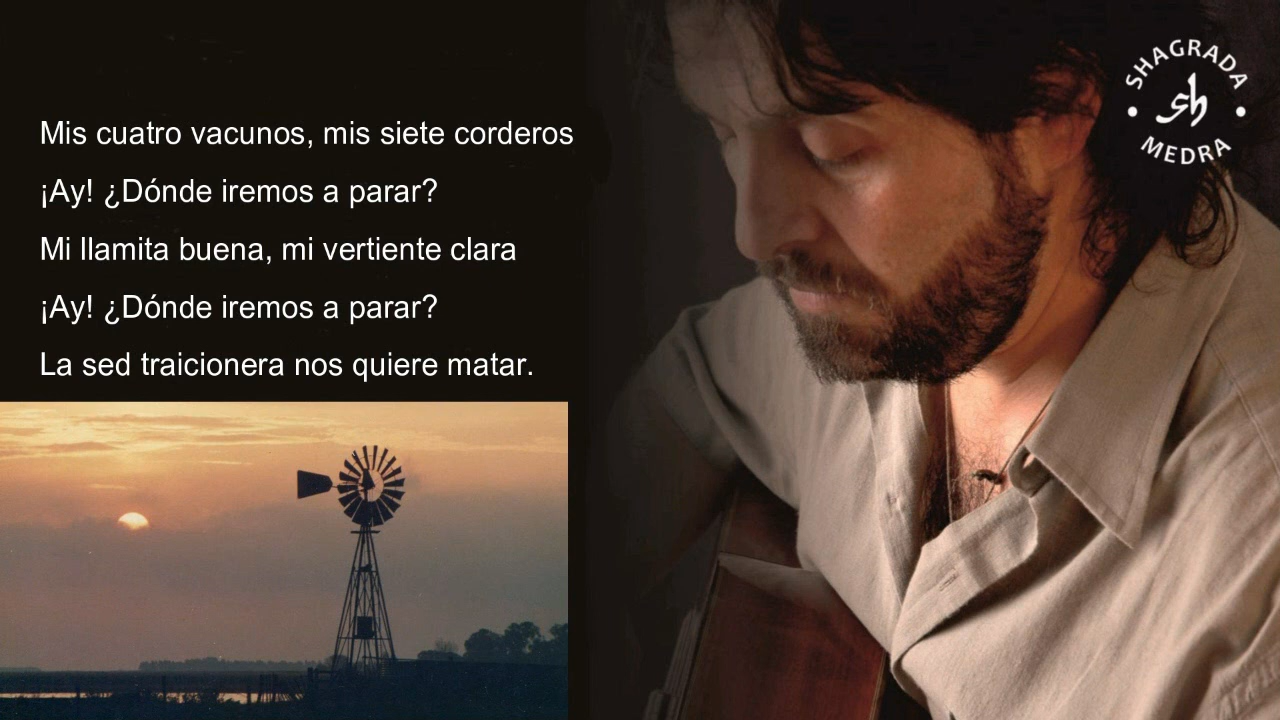 Mis cuatro vacunos, mis siete corderos
¡Ay! ¿Dónde iremos a parar?
Mi llamita buena, mi vertiente clara
¡Ay! ¿Dónde iremos a parar?
La sed traicionera nos quiere matar.
SHAGRADA
sh
MEDRA